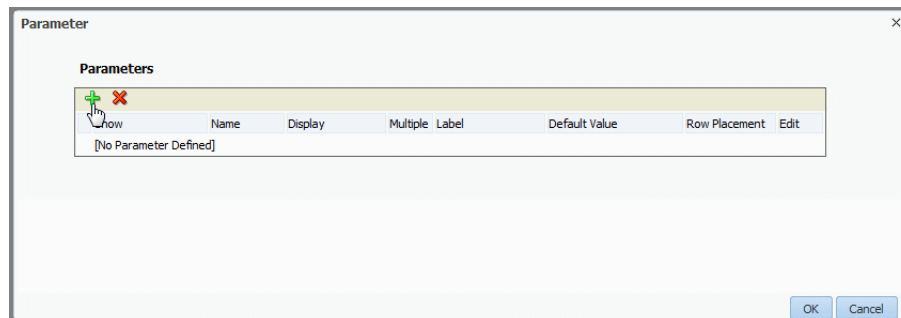 Parameter
Parameters
Show Name Display Multiple Label Default Value Row Placement Edit
[No Parameter Defined]
OK Cancel